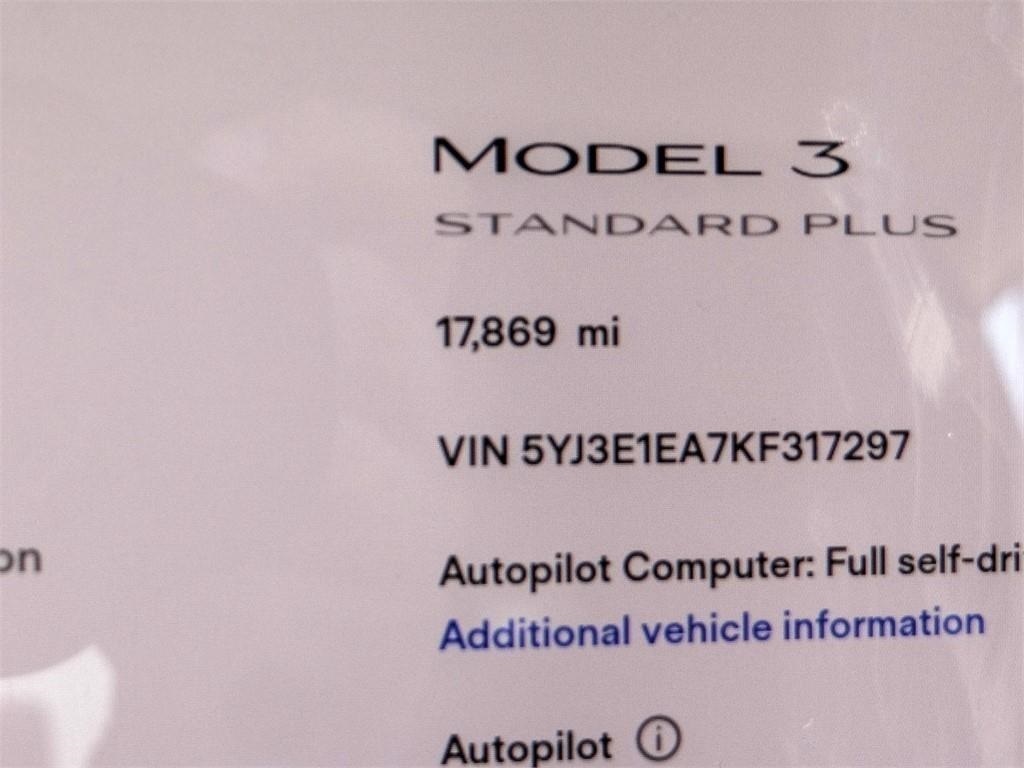 MODEL 3
STANDARD PLUS
17,869 mi
VIN 5YJ3E1EA7KF317297
on
Autopilot Computer: Full self-dri
Additional vehicle information
Autopilot